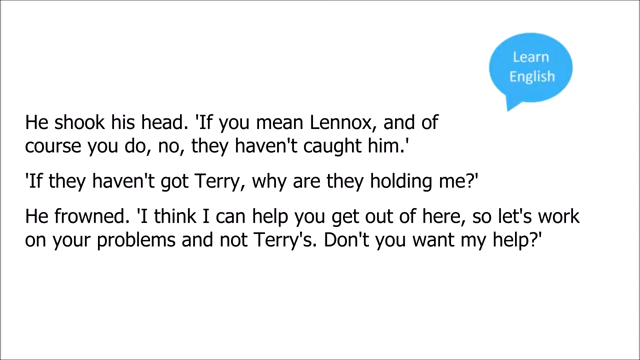 Learn
English
He shook his head. 'If you mean Lennox, and of
course you do, no, they haven't caught him.'
'If they haven't got Terry, why are they holding me?'
He frowned. 'I think I can help you get out of here, so let's work
on your problems and not Terry's. Don't you want my help?'